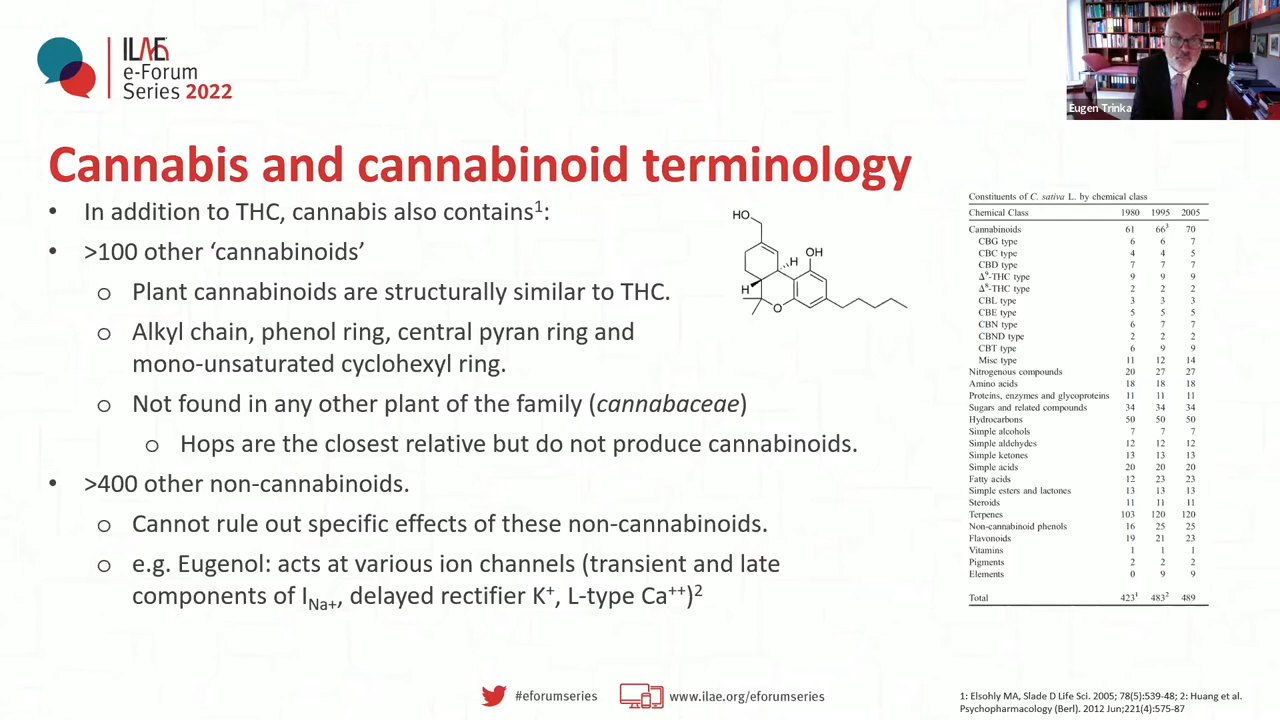 ILAE
e-Forum
Series 2022
Eugen Trinka
Cannabis and cannabinoid terminology
• In addition to THC, cannabis also contains¹:
• >100 other ‘cannabinoids’
o Plant cannabinoids are structurally similar to THC.
o Alkyl chain, phenol ring, central pyran ring and
mono-unsaturated cyclohexyl ring.
o Not found in any other plant of the family (cannabaceae)
o Hops are the closest relative but do not produce cannabinoids.
• >400 other non-cannabinoids.
o Cannot rule out specific effects of these non-cannabinoids.
o e.g. Eugenol: acts at various ion channels (transient and late
components of I Na+, delayed rectifier K⁺, L-type Ca⁺⁺)²
HO
OH
H
H
O
Constituents of C. sativa L. by chemical class
Chemical Class 1980 1995 2005
Cannabinoids 61 66³ 70
CBG type 6 6 7
CBC type 4 4 5
CBD type 7 7 7
Δ⁹-THC type 9 9 9
Δ⁸-THC type 2 2 2
CBL type 3 3 3
CBE type 5 5 5
CBN type 6 7 7
CBND type 2 2 2
CBT type 6 9 9
Misc type 11 12 14
Nitrogenous compounds 20 27 27
Amino acids 18 18 18
Proteins, enzymes and glycoproteins 11 11 11
Sugars and related compounds 34 34 34
Hydrocarbons 50 50 50
Simple alcohols 7 7 7
Simple aldehydes 12 12 12
Simple ketones 13 13 13
Simple acids 20 20 20
Fatty acids 12 23 23
Simple esters and lactones 13 13 13
Steroids 11 11 11
Terpenes 103 120 120
Non-cannabinoid phenols 16 25 25
Flavonoids 19 21 23
Vitamins 1 1 1
Pigments 2 2 2
Elements 0 9 9
Total 423¹ 483² 489
#eforumseries
www.ilae.org/eforumseries
1: Elsohly MA, Slade D Life Sci. 2005; 78(5):539-48; 2: Huang et al.
Psychopharmacology (Berl). 2012 Jun;221(4):575-87